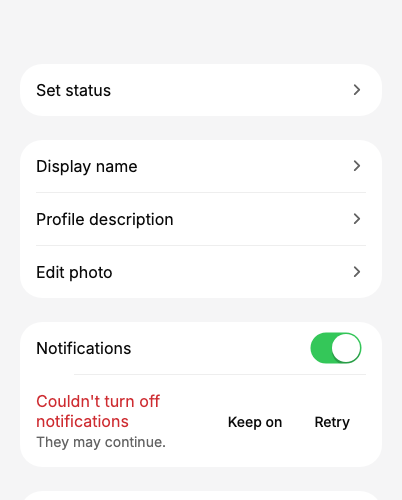 Set status
Display name
Profile description
Edit photo
Notifications
Couldn't turn off
notifications
They may continue.
Keep on
Retry